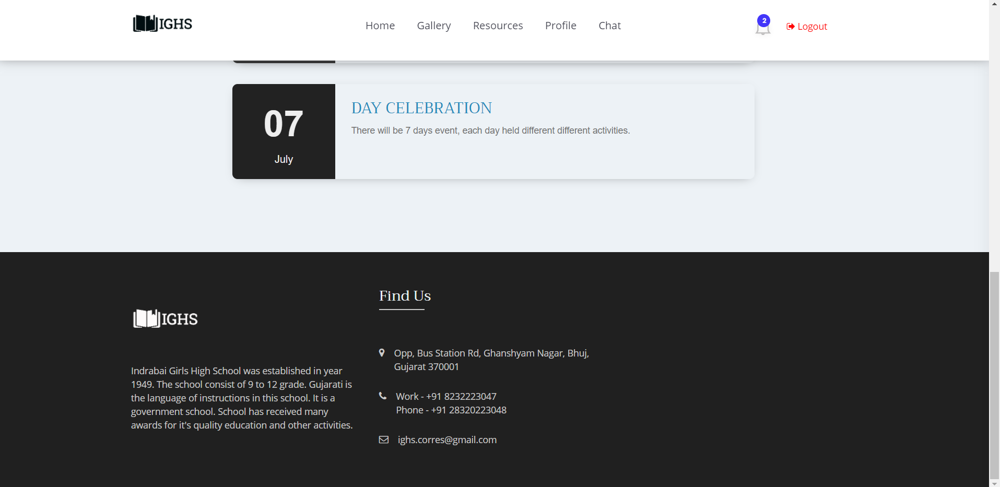 IGHS
Home Gallery Resources Profile Chat
2
Logout
07
July
DAY CELEBRATION
There will be 7 days event, each day held different different activities.
IGHS
Indrabai Girls High School was established in year
1949. The school consist of 9 to 12 grade. Gujarati is
the language of instructions in this school. It is a
government school. School has received many
awards for it's quality education and other activities.
Find Us
Opp, Bus Station Rd, Ghanshyam Nagar, Bhuj,
Gujarat 370001
Work - +91 8232223047
Phone - +91 28320223048
ighs.corres@gmail.com